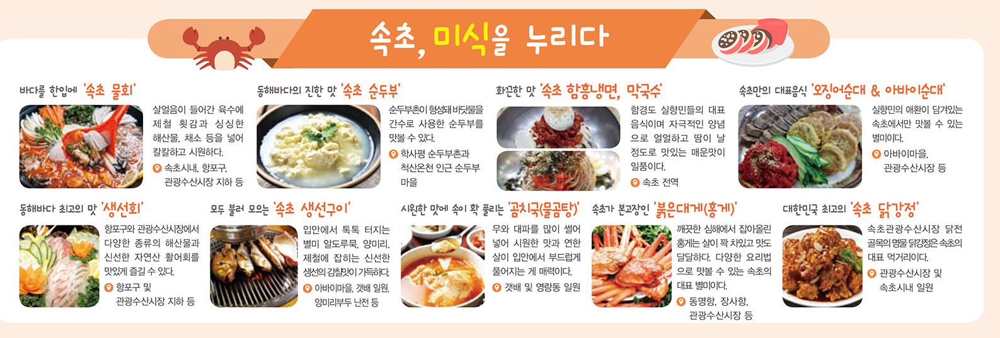 속초, 미식을 누리다
바다를 한입에 '속초 물회'
살얼음이 들어간 육수에
제철 횟감과 싱싱한
해산물, 채소 등을 넣어
칼칼하고 시원하다.
속초시내, 항포구,
관광수산시장 지하 등
동해바다의 진한 맛 '속초 순두부'
순두부촌이 형성돼 바닷물을
간수로 사용한 순두부를
맛볼 수 있다.
학사평 순두부촌과
척산온천 인근 순두부
마을
화끈한 맛 '속초 함흥냉면, 막국수'
함경도 실향민들의 대표
음식이며 자극적인 양념
으로 얼얼하고 땀이 날
정도로 맛있는 매운맛이
일품이다.
속초 전역
속초만의 대표음식 '오징어순대 & 아바이순대'
실향민의 애환이 담겨있는
속초에서만 맛볼 수 있는
별미이다.
아바이마을,
관광수산시장 등
동해바다 최고의 맛 '생선회'
항포구와 관광수산시장에서
다양한 종류의 해산물과
신선한 자연산 활어회를
맛있게 즐길 수 있다.
항포구 및
관광수산시장 지하 등
모두 불러 모으는 '속초 생선구이'
입안에서 톡톡 터지는
별미 알도루묵, 양미리,
제철에 잡히는 신선한
생선의 감칠맛이 가득하다.
아바이마을, 갯배 일원,
양미리부두 난전 등
시원한 맛에 속이 확 풀리는 '곰치국(물곰탕)'
무와 대파를 많이 썰어
넣어 시원한 맛과 연한
살이 입안에서 부드럽게
풀어지는 게 매력이다.
갯배 및 영랑동 일원
속초가 본고장인 '붉은대게(홍게)'
깨끗한 심해에서 잡아올린
홍게는 살이 꽉 차있고 맛도
달달하다. 다양한 요리법
으로 맛볼 수 있는 속초의
대표 별미이다.
동명항, 장사항,
관광수산시장 등
대한민국 최고의 '속초 닭강정'
속초관광수산시장 닭전
골목의 명물 닭강정은 속초의
대표 먹거리이다.
관광수산시장 및
속초시내 일원